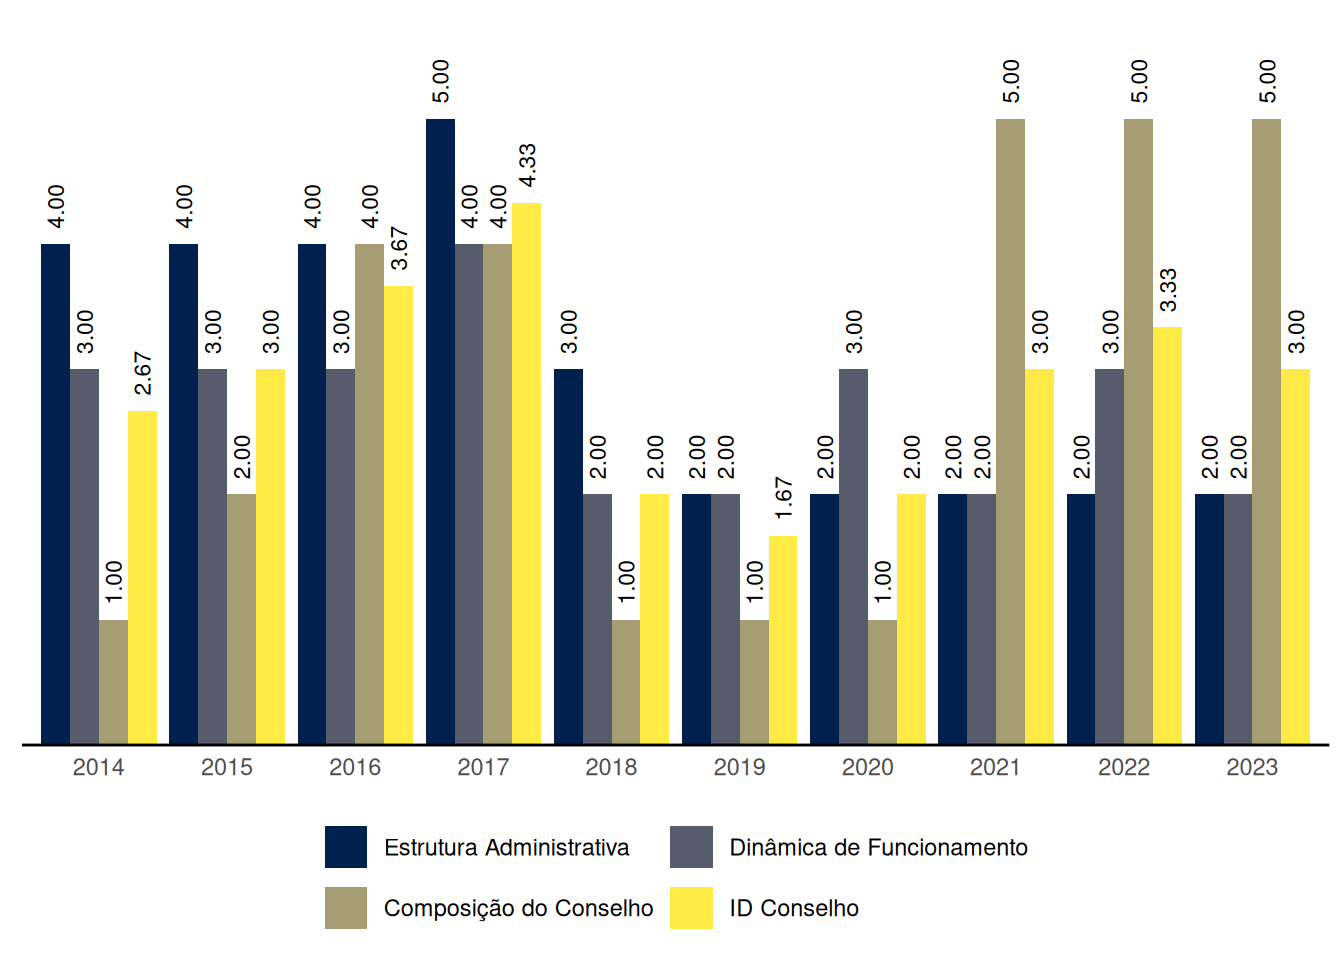 4.00 3.00 1.00 2.67 4.00 3.00 2.00 3.00 4.00 3.00 4.00 3.67 5.00 4.00 4.00 4.33 3.00 2.00 1.00 2.00 2.00 2.00 1.00 1.67 2.00 3.00 1.00 2.00 2.00 2.00 5.00 3.00 2.00 3.00 5.00 3.33 2.00 2.00 5.00 3.00
2014 2015 2016 2017 2018 2019 2020 2021 2022 2023
Estrutura Administrativa Dinâmica de Funcionamento
Composição do Conselho ID Conselho